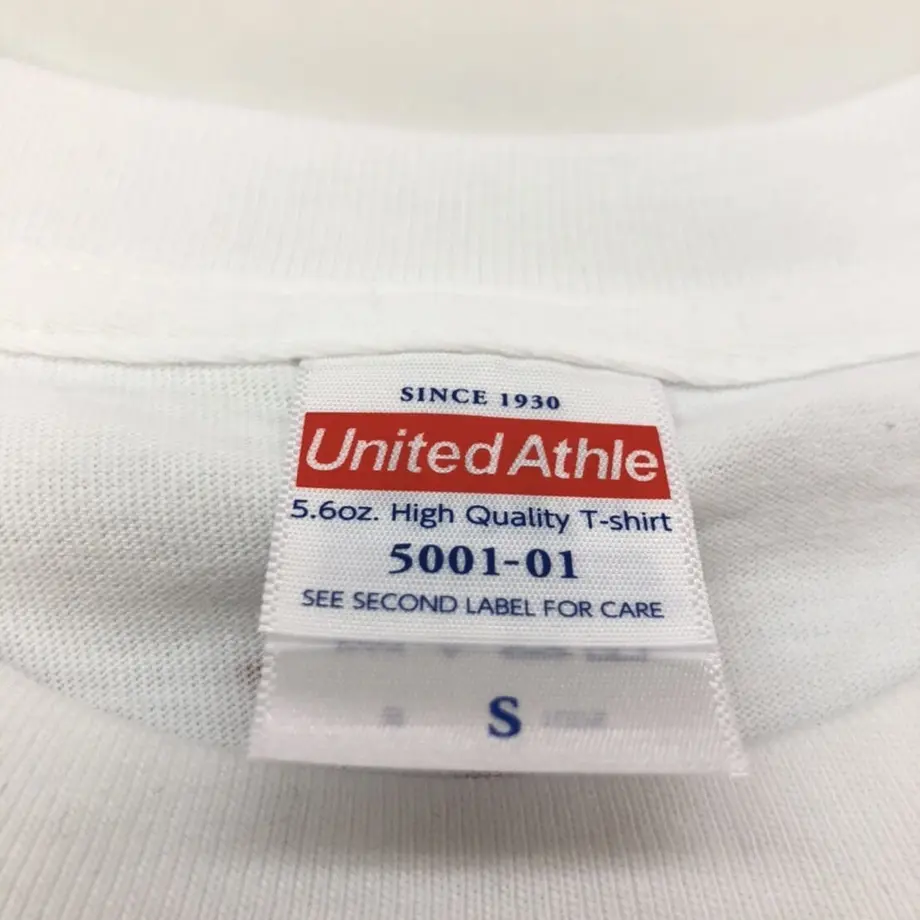 SINCE 1930
United Athle
5.6oz. High Quality T-shirt
5001-01
SEE SECOND LABEL FOR CARE
S